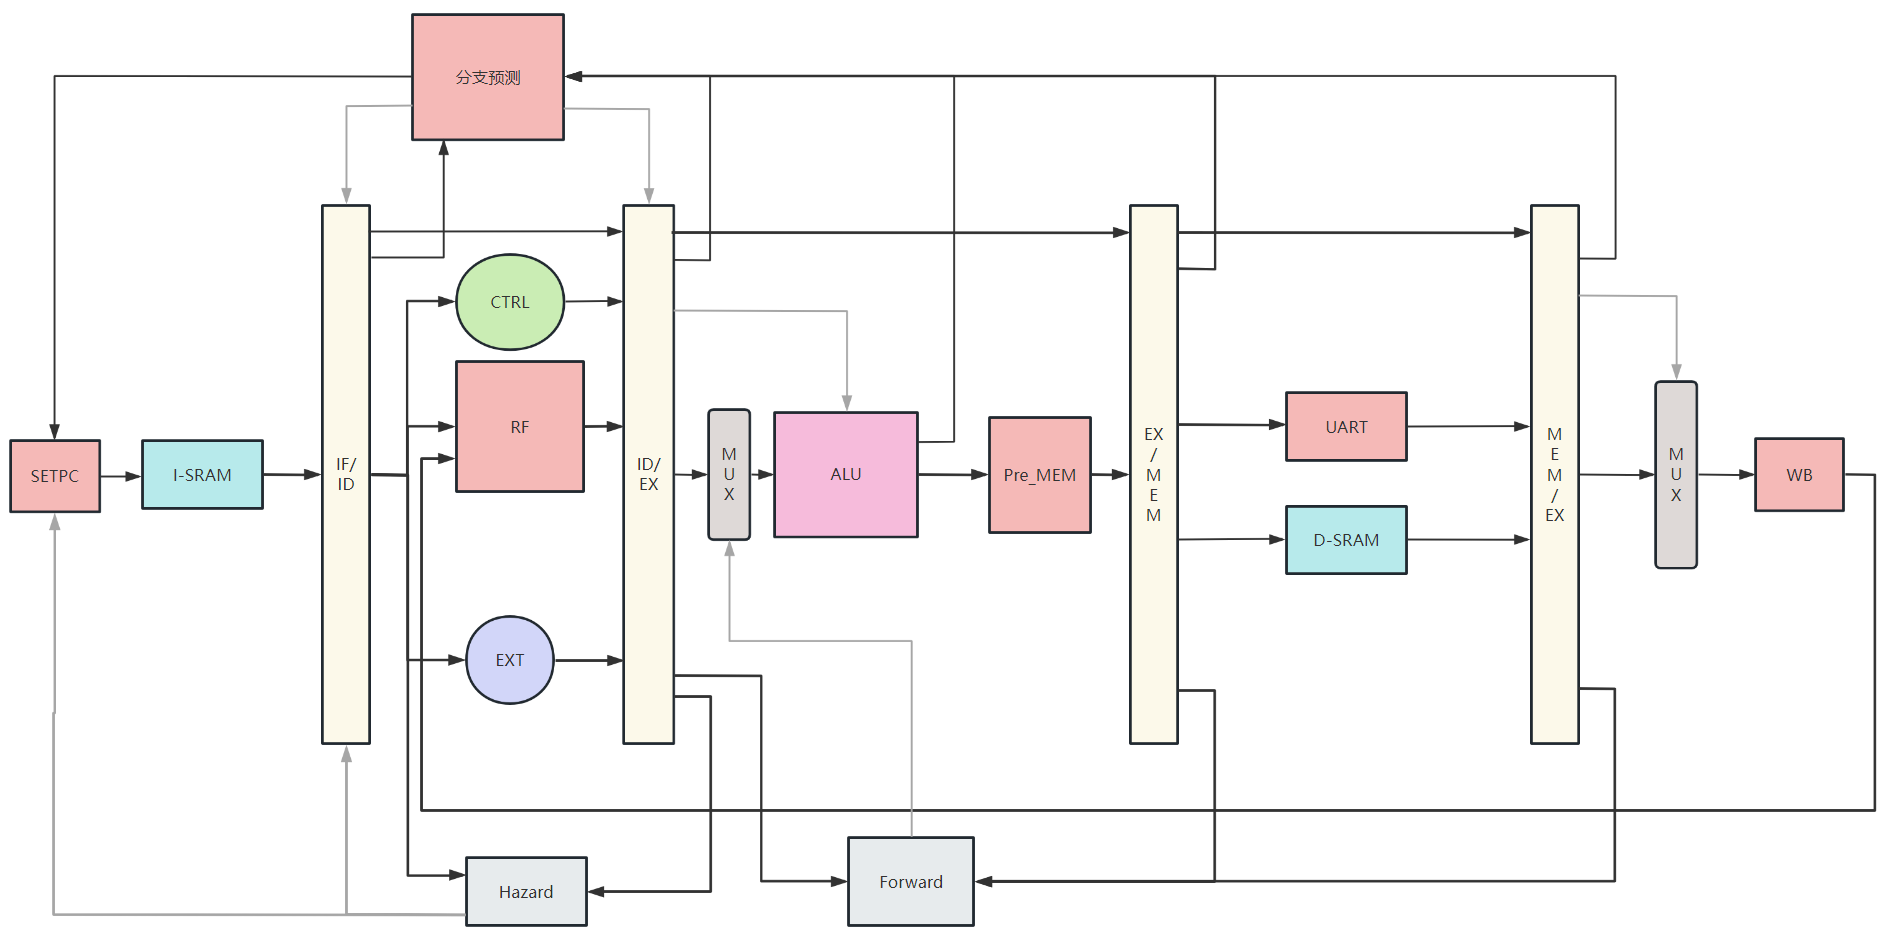 分支预测
CTRL
RF
SETPC
I-SRAM
IF/
ID
ID/
EX
M
U
X
ALU
Pre_MEM
EX
/
M
E
M
UART
D-SRAM
M
E
M
/
EX
M
U
X
WB
EXT
Hazard
Forward